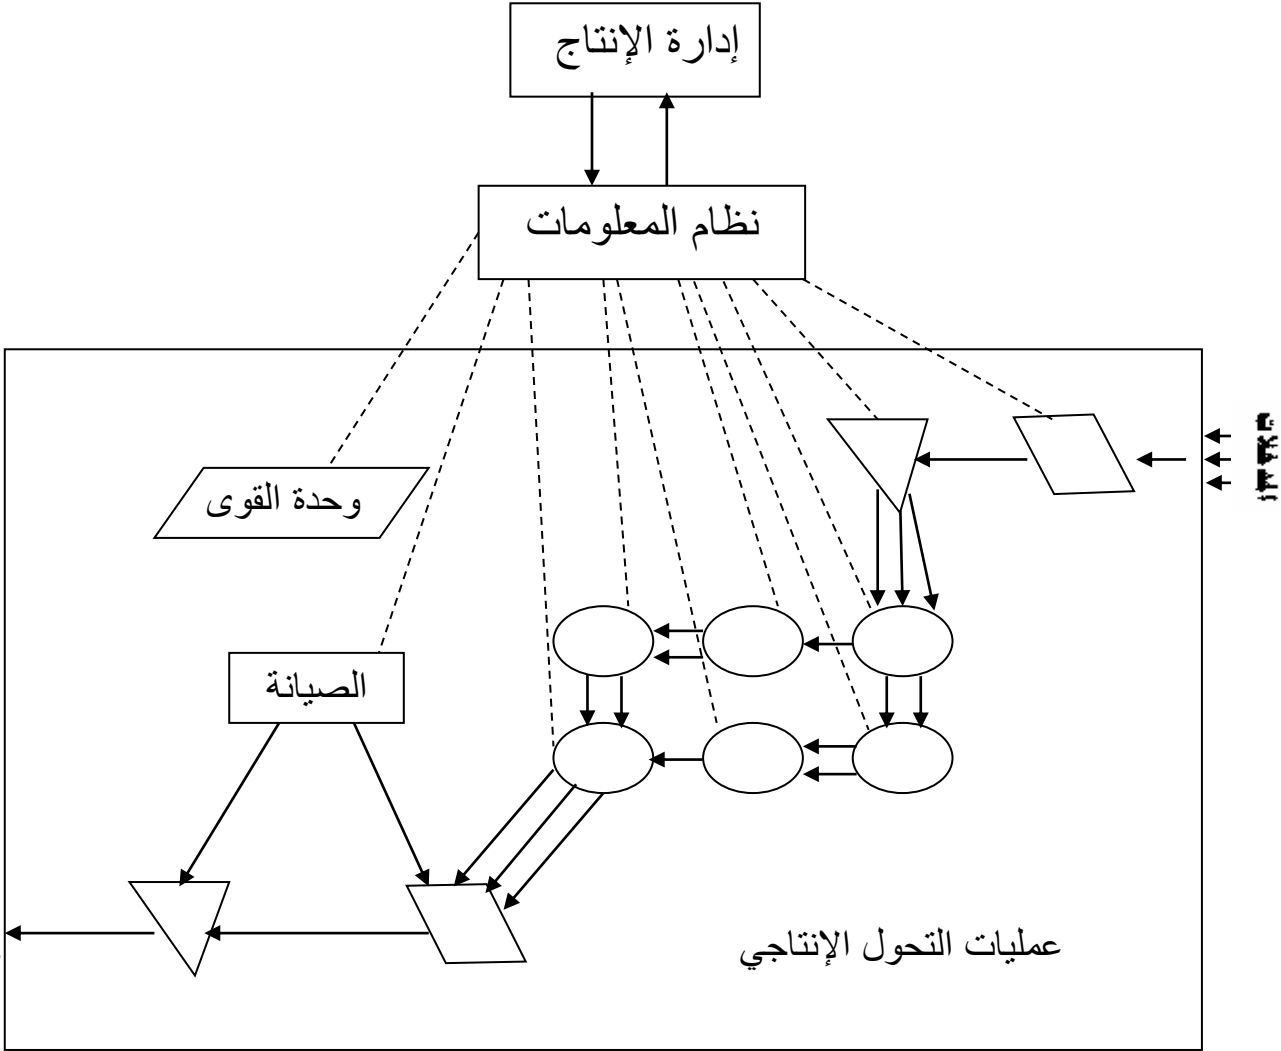 إدارة الإنتاج
نظام المعلومات
وحدة القوى
الصيانة
عمليات التحول الإنتاجي